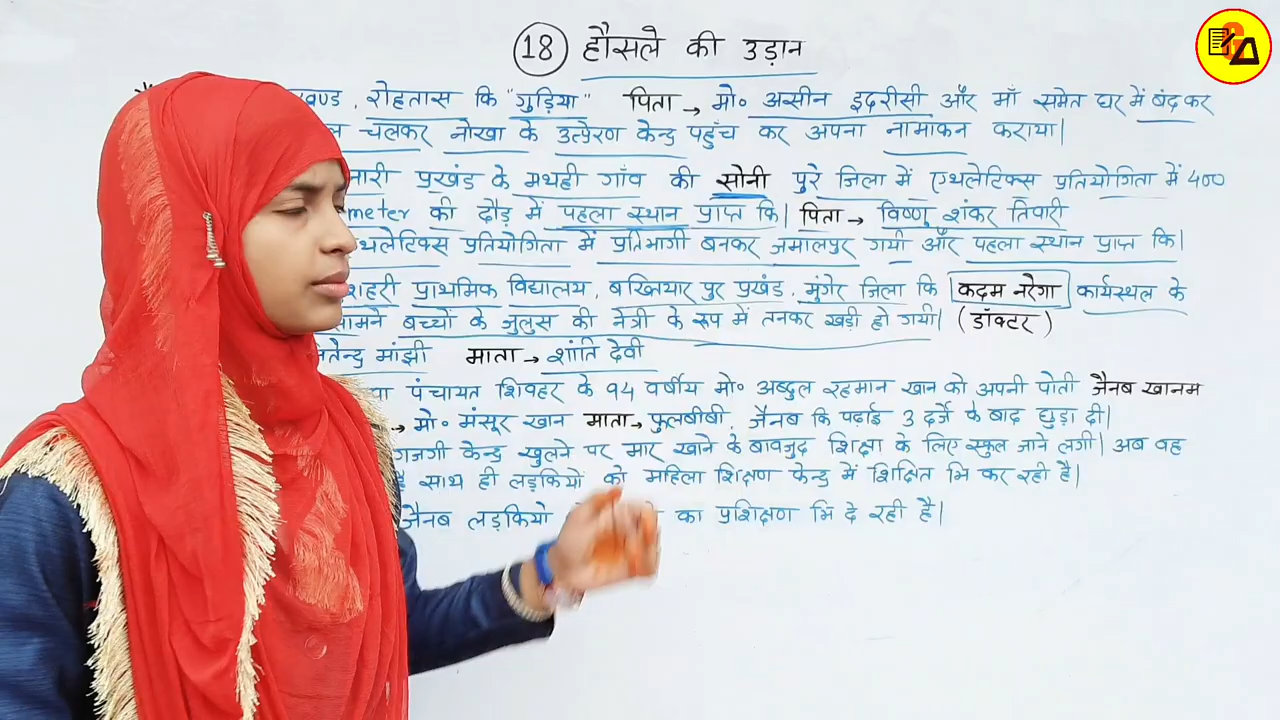 18 हौसले की उड़ान
रोहतास कि "गुड़िया" पिता → मो॰ अस्सीन इदरीसी और माँ समेत घर में बंद कर
चलकर नोखा के उत्प्रेरण केन्द्र पहुँच कर अपना नामांकन कराया।
प्रखंड के मथही गाँव की सोनी पुरे जिला में एथलेटिक्स प्रतियोगिता में 400
meter की दौड़ में पहला स्थान प्राप्त कि। पिता → विष्णु शंकर तिवारी
प्रतियोगिता में प्रतिभागी बनकर जमालपुर गयी और पहला स्थान प्राप्त कि।
प्राथमिक विद्यालय, बख्तियार पुर प्रखंड, मुंगेर जिला कि कदम नरेगा कार्यस्थल के
सामने बच्चों के जुलुस की नेत्री के रूप में तनकर खड़ी हो गयी। (डॉक्टर)
मांझी माता → शांति देवी
पंचायत शिवहर के 94 वर्षीय मो॰ अब्दुल रहमान खान को अपनी पोती जैनब खानम
→ मो॰ मंसूर खान माता → फुलबीबी, जैनब कि पढ़ाई 3 दर्जे के बाद छुड़ा दी।
केन्द्र खुलने पर मार खाने के बावजुद शिक्षा के लिए स्कुल जाने लगी। अब वह
है साथ ही लड़कियों को महिला शिक्षण केन्द्र में शिक्षित भि कर रही है।
जैनब लड़कियो का प्रशिक्षण भि दे रही है।